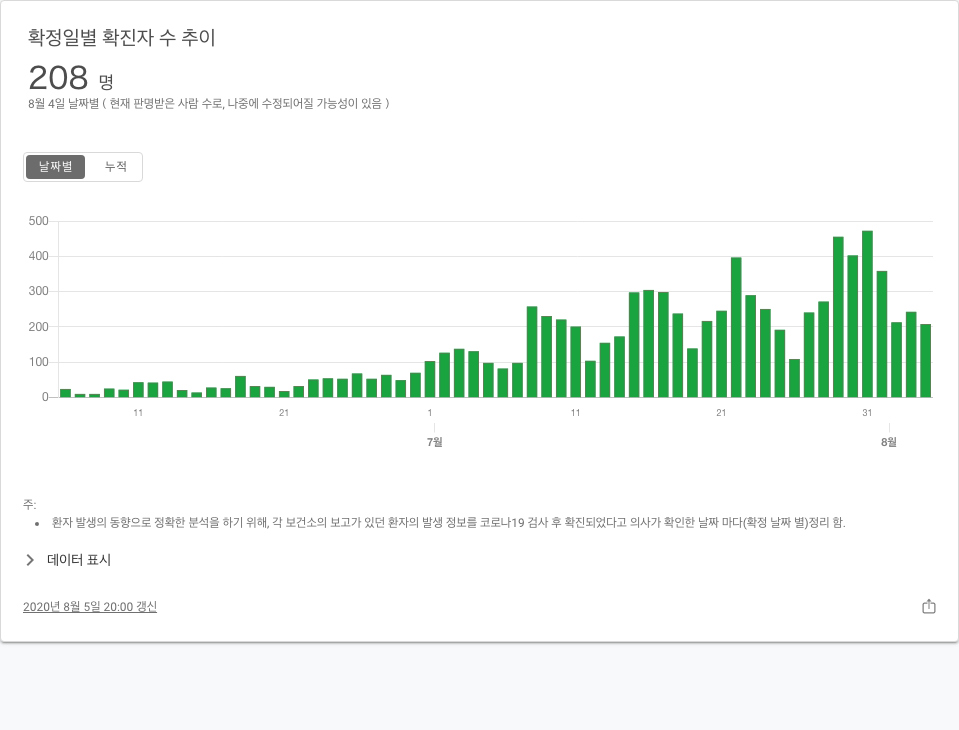 확정일별 확진자 수 추이
208 명
8월 4일 날짜별 ( 현재 판명받은 사람 수로, 나중에 수정되어질 가능성이 있음 )
날짜별 누적
500
400
300
200
100
0
11 21 1 11 21 31
7월 8월
주:
• 환자 발생의 동향으로 정확한 분석을 하기 위해, 각 보건소의 보고가 있던 환자의 발생 정보를 코로나19 검사 후 확진되었다고 의사가 확인한 날짜 마다(확정 날짜 별)정리 함.
데이터 표시
2020년 8월 5일 20:00 갱신